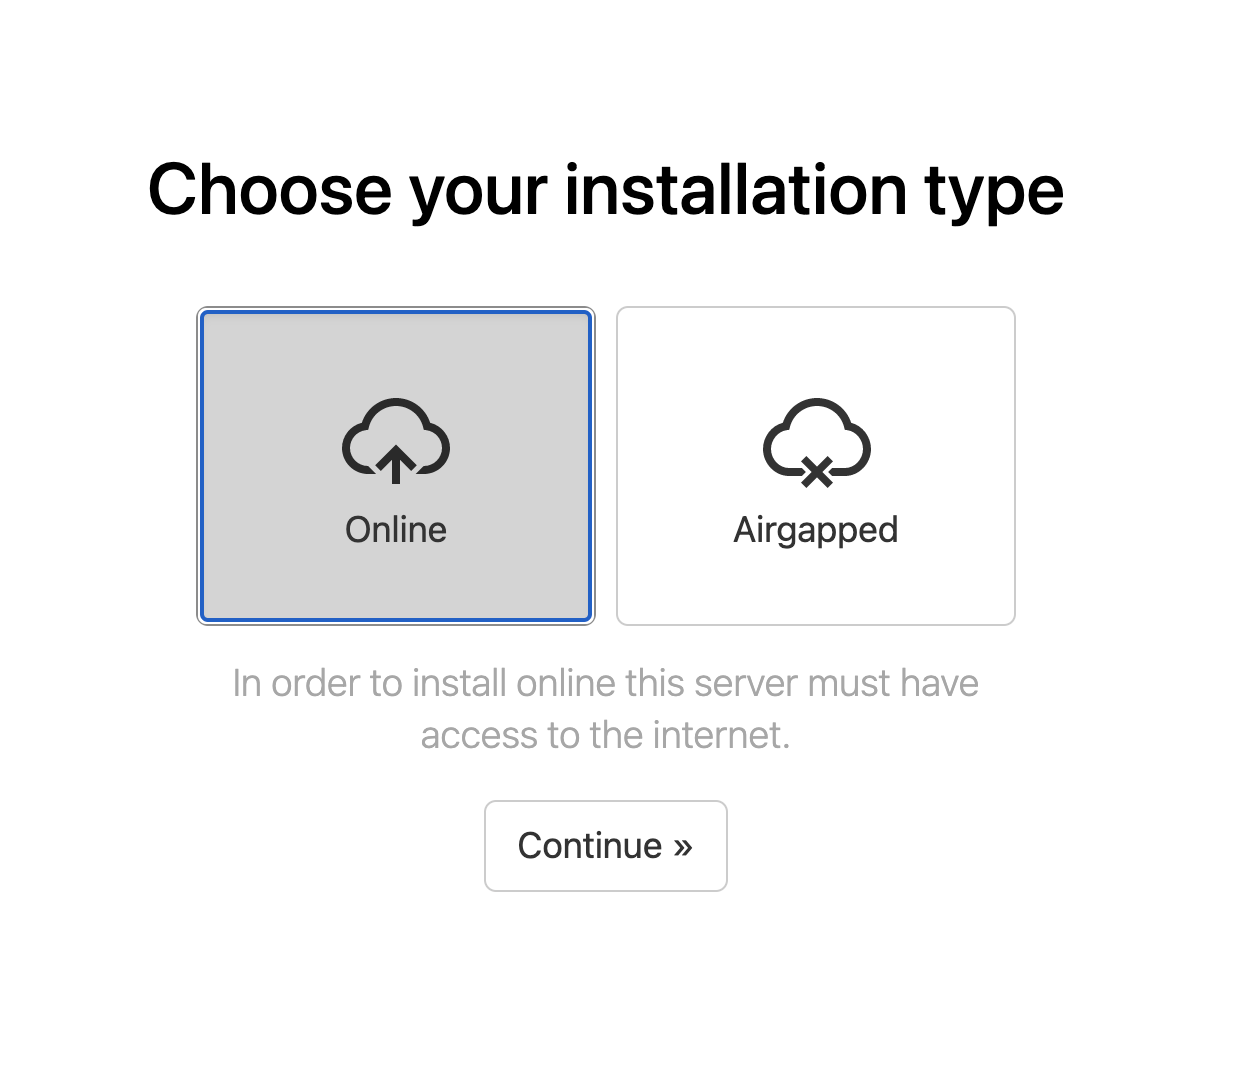 Choose your installation type
Online
Airgapped
In order to install online this server must have
access to the internet.
Continue »